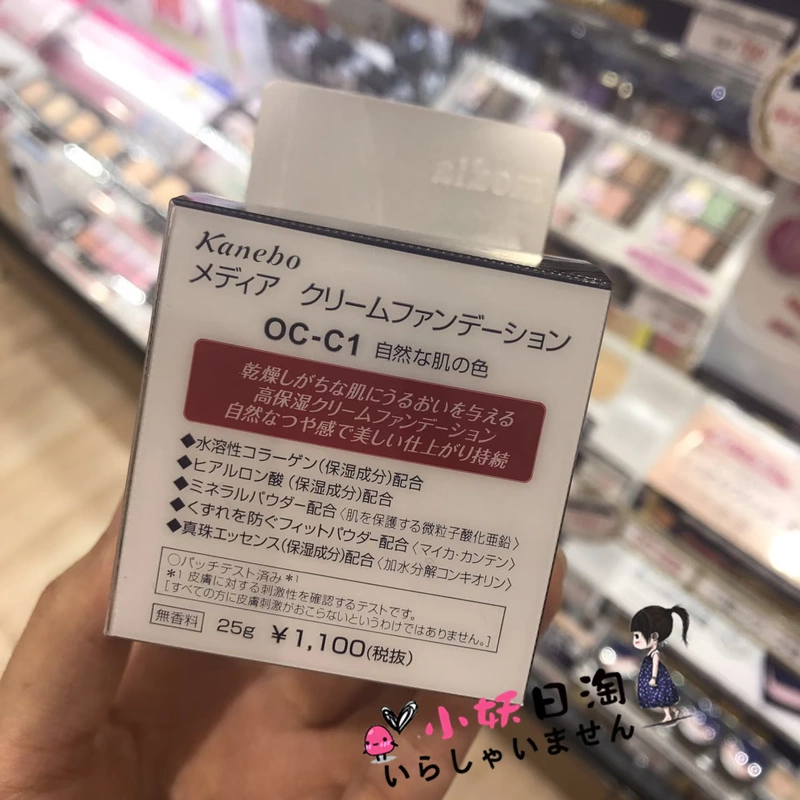 Kanebo
メディア クリームファンデーション
OC-C1 自然な肌の色
乾燥しがちな肌にうるおいを与える
高保湿クリームファンデーション
自然なつや感で美しい仕上がり持続
◆水溶性コラーゲン(保湿成分)配合
◆ヒアルロン酸(保湿成分)配合
◆ミネラルパウダー配合〈肌を保護する微粒子酸化亜鉛〉
◆くずれを防ぐフィットパウダー配合〈マイカ・カンテン〉
◆真珠エッセンス(保湿成分)配合〈加水分解コンキオリン〉
○パッチテスト済み*1
*1 皮膚に対する刺激性を確認するテストです。
[すべての方に皮膚刺激がおこらないというわけではありません。]
無香料 25g ¥1,100(税抜)
小妖日淘
いらしゃいません